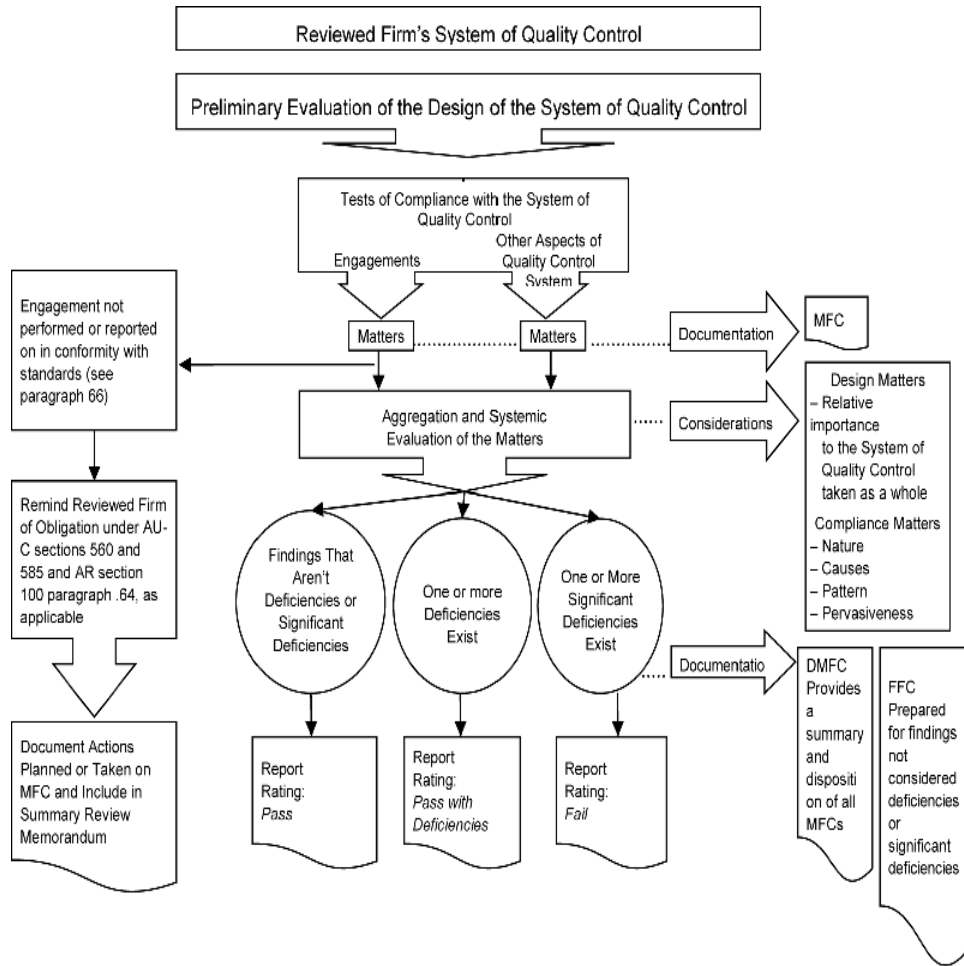 Reviewed Firm's System of Quality Control
Preliminary Evaluation of the Design of the System of Quality Control
Tests of Compliance with the System of
Quality Control
Engagements
Other Aspects of
Quality Control
System
Engagement not
performed or reported
on in conformity with
standards (see
paragraph 66)
Matters
Matters
Documentation
MFC
Aggregation and Systemic
Evaluation of the Matters
Considerations
Design Matters
– Relative
importance
to the System of
Quality Control
taken as a whole
Compliance Matters
– Nature
– Causes
– Pattern
– Pervasiveness
Remind Reviewed Firm
of Obligation under AU-
C sections 560 and
585 and AR section
100 paragraph .64, as
applicable
Findings That
Aren't
Deficiencies or
Significant
Deficiencies
One or more
Deficiencies
Exist
One or More
Significant
Deficiencies
Exist
Documentatio
DMFC
Provides
a
summary
and
dispositi
on of all
MFCs
FFC
Prepared
for findings
not
considered
deficiencies
or
significant
deficiencies
Document Actions
Planned or Taken on
MFC and Include in
Summary Review
Memorandum
Report
Rating:
Pass
Report
Rating:
Pass with
Deficiencies
Report
Rating:
Fail